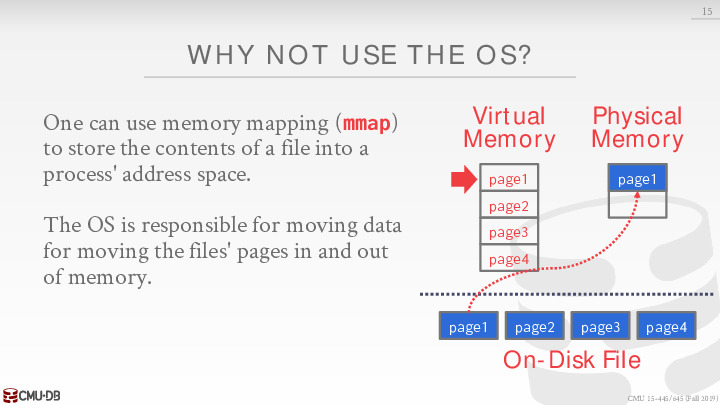 15
WHY NOT USE THE OS?
One can use memory mapping (mmap)
to store the contents of a file into a
process' address space.
The OS is responsible for moving data
for moving the files' pages in and out
of memory.
Virtual
Memory
page1
page2
page3
page4
Physical
Memory
page1
page1 page2 page3 page4
On-Disk File
CMU·DB
CMU 15-445/645 (Fall 2019)